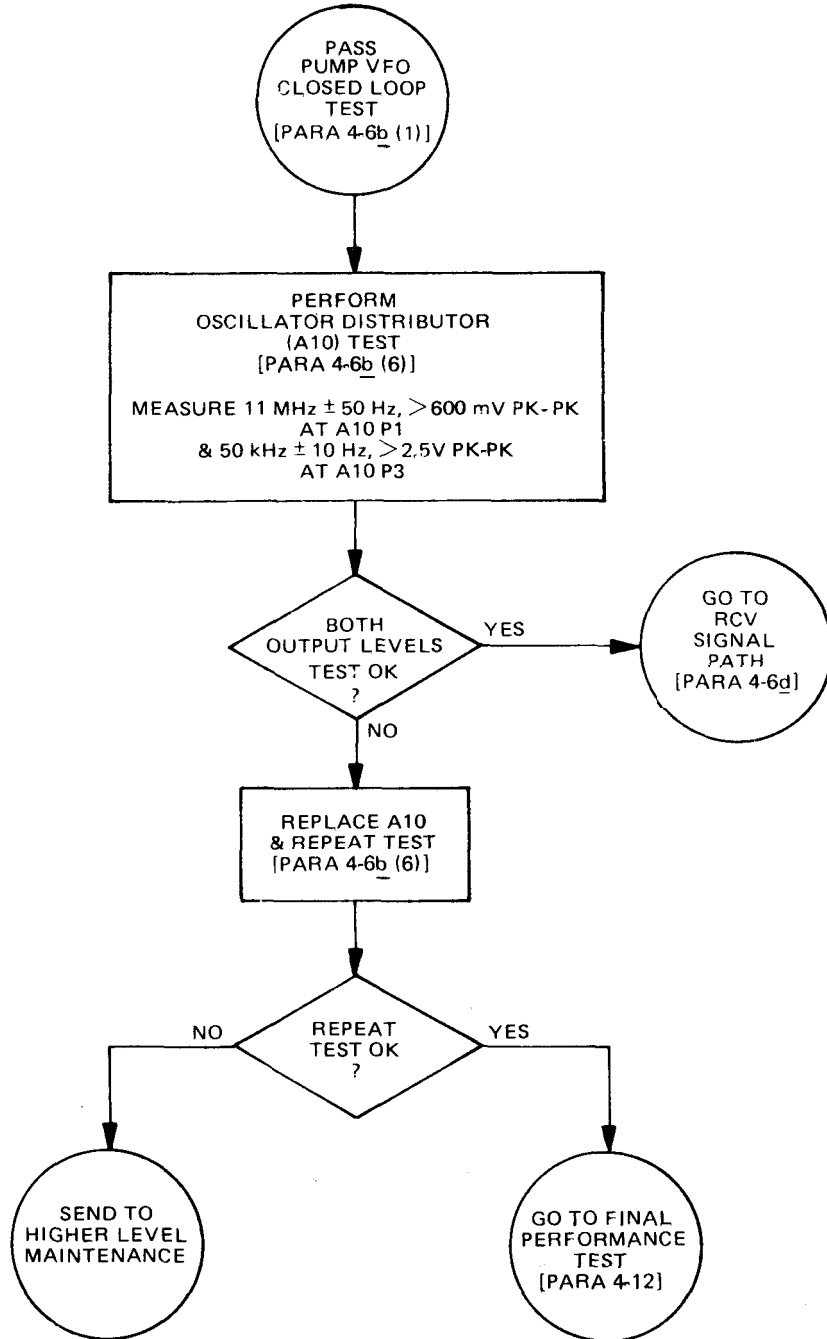 PASS
PUMP VFO
CLOSED LOOP
TEST
[PARA 4-6b (1)]
PERFORM
OSCILLATOR DISTRIBUTOR
(A10) TEST
[PARA 4-6b (6)]
MEASURE 11 MHz ± 50 Hz, >600 mV PK-PK
AT A10 P1
& 50 kHz ± 10 Hz, >2.5V PK-PK
AT A10 P3
BOTH
OUTPUT LEVELS
TEST OK
?
YES
GO TO
RCV
SIGNAL
PATH
[PARA 4-6d]
NO
REPLACE A10
& REPEAT TEST
[PARA 4-6b (6)]
NO
REPEAT
TEST OK
?
YES
SEND TO
HIGHER LEVEL
MAINTENANCE
GO TO FINAL
PERFORMANCE
TEST
[PARA 4-12]